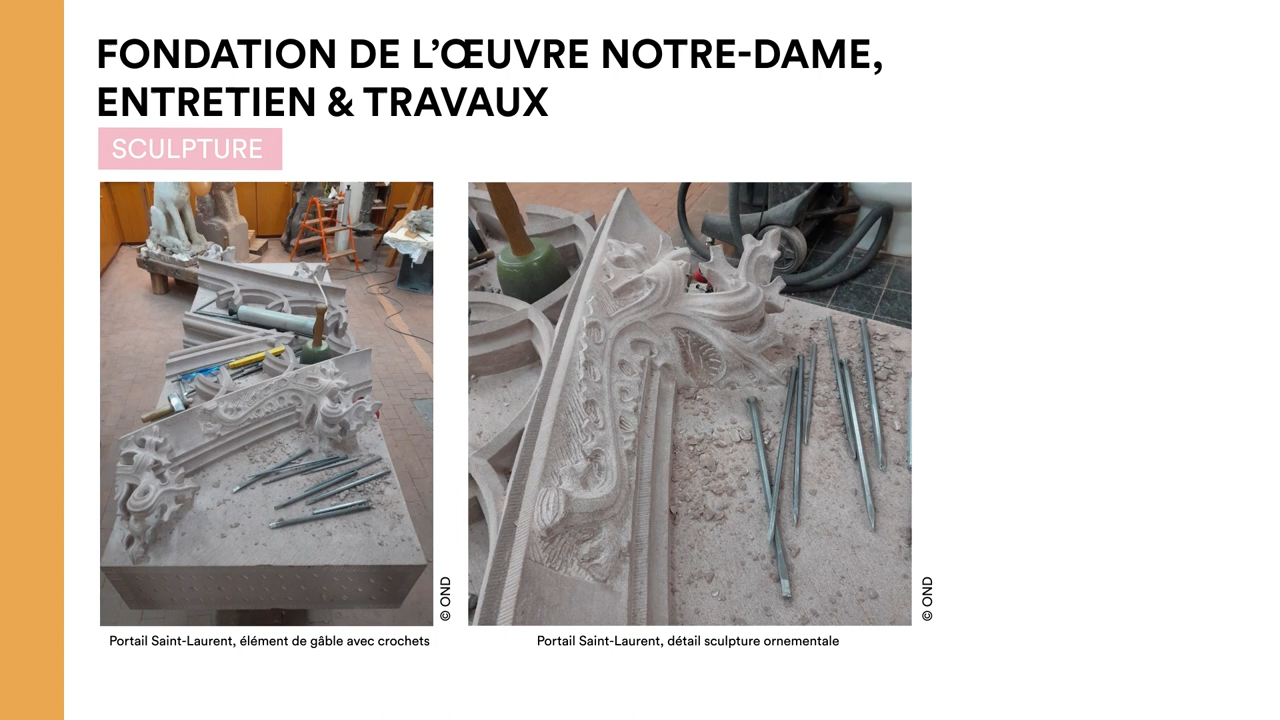 FONDATION DE L’ŒUVRE NOTRE-DAME,
ENTRETIEN & TRAVAUX
SCULPTURE
© OND
© OND
Portail Saint-Laurent, élément de gâble avec crochets
Portail Saint-Laurent, détail sculpture ornementale